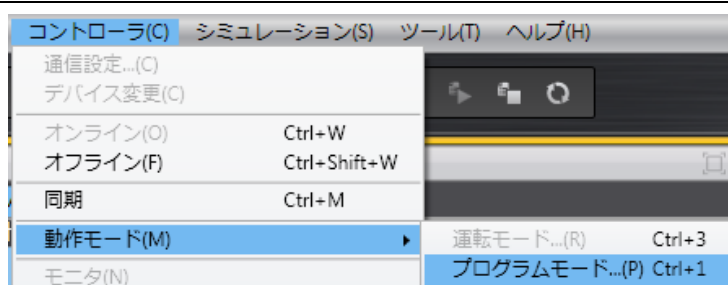 コントローラ(C) シミュレーション(S) ツール(T) ヘルプ(H)
通信設定...(C)
デバイス変更(C)
オンライン(O) Ctrl+W
オフライン(F) Ctrl+Shift+W
同期 Ctrl+M
動作モード(M)
運転モード...(R) Ctrl+3
プログラムモード...(P) Ctrl+1
モニタ(N)